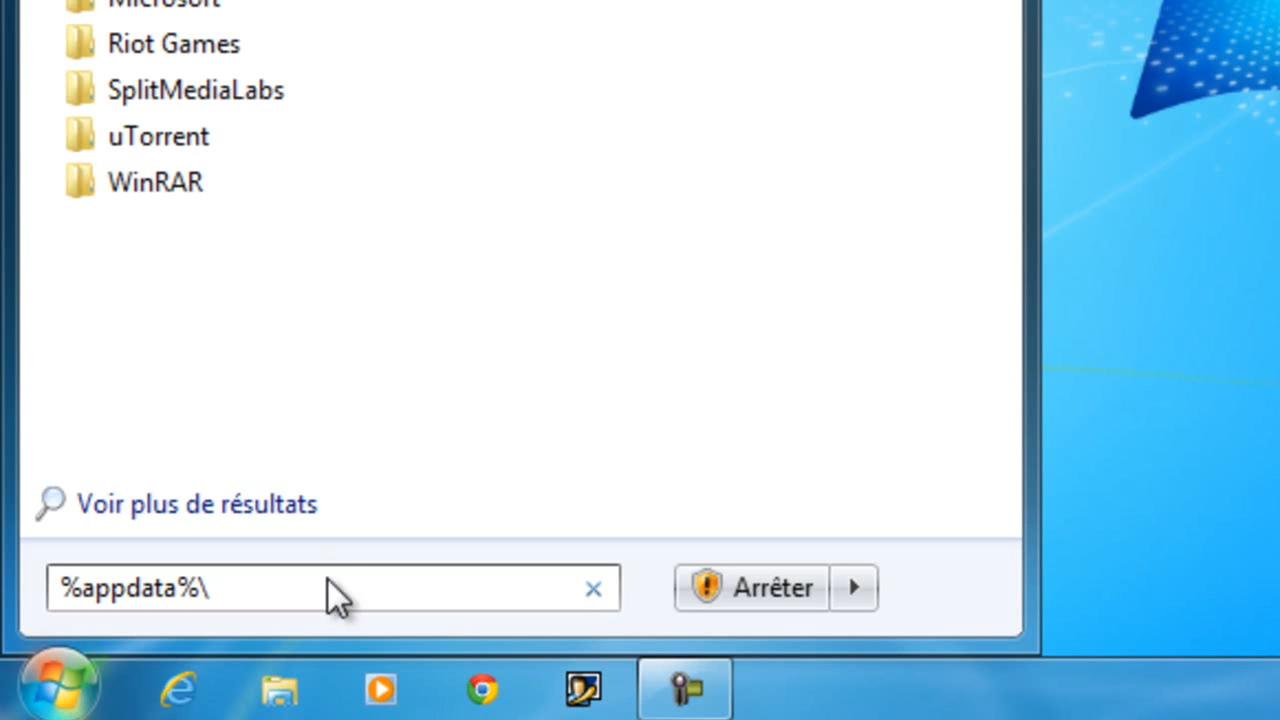 Microsoft
Riot Games
SplitMediaLabs
uTorrent
WinRAR
Voir plus de résultats
%appdata%\
Arrêter